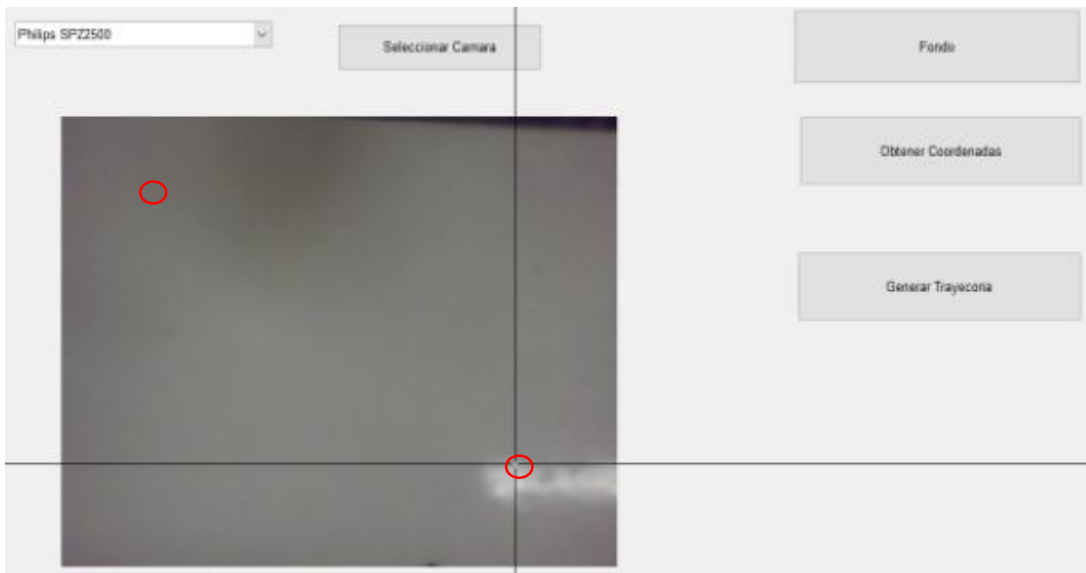 Philips SPZ2500
Seleccionar Camara
Fondo
Obtener Coordenadas
Generar Trayecoria